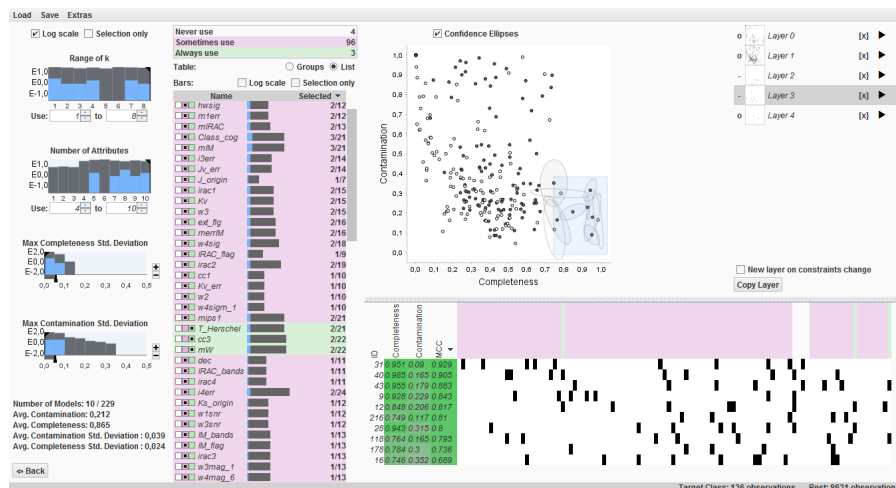 Load Save Extras
Log scale Selection only
Range of k
E1,0
E0,0
E-1,0
1 2 3 4 5 6 7 8
Use: 1 to 8
Number of Attributes
E1,0
E0,0
E-1,0
1 2 3 4 5 6 7 8 9 10
Use: 4 to 10
Max Completeness Std. Deviation
E2,0
E0,0
E-2,0
0,0 0,1 0,2 0,3 0,4 0,5
Max Contamination Std. Deviation
E2,0
E0,0
E-2,0
0,0 0,1 0,2 0,3 0,4 0,5
Number of Models: 10 / 229
Avg. Contamination: 0,212
Avg. Completeness: 0,865
Avg. Contamination Std. Deviation : 0,039
Avg. Completeness Std. Deviation : 0,024
Back
Never use 4
Sometimes use 96
Always use 3
Table: Groups List
Bars: Log scale Selection only
Name Selected
hwsig 2/12
m1err 2/12
mIRAC 2/13
Class_cog 3/21
mIM 3/21
i3err 2/14
Jv_err 2/14
J_origin 1/7
irac1 2/15
Kv 2/15
w3 2/15
ext_flg 2/16
merrIM 2/16
w4sig 2/18
IRAC_flag 1/9
irac2 2/19
cc1 1/10
Kv_err 1/10
w2 1/10
w4sigm_1 1/10
mips1 2/21
T_Herschel 2/21
cc3 2/22
mW 2/22
dec 1/11
IRAC_bands 1/11
irac4 1/11
i4err 2/24
Ks_origin 1/12
w1snr 1/12
w3snr 1/12
IM_bands 1/13
IM_flag 1/13
irac3 1/13
w3mag_1 1/13
w4mag_6 1/13
Confidence Ellipses
1,0
0,9
0,8
0,7
0,6
0,5
0,4
0,3
0,2
0,1
0,0
Contamination
0,0 0,1 0,2 0,3 0,4 0,5 0,6 0,7 0,8 0,9 1,0
Completeness
o Layer 0 [x]
o Layer 1 [x]
- Layer 2 [x]
- Layer 3 [x]
o Layer 4 [x]
New layer on constraints change
Copy Layer
ID Completeness Contamination MCC
31 0.951 0.09 0.929
40 0.985 0.165 0.905
43 0.955 0.179 0.883
9 0.928 0.229 0.843
12 0.848 0.206 0.817
216 0.749 0.117 0.81
28 0.943 0.315 0.8
118 0.764 0.165 0.795
178 0.784 0.3 0.736
16 0.746 0.352 0.689
Target Class: 136 observations Rest: 8631 observation